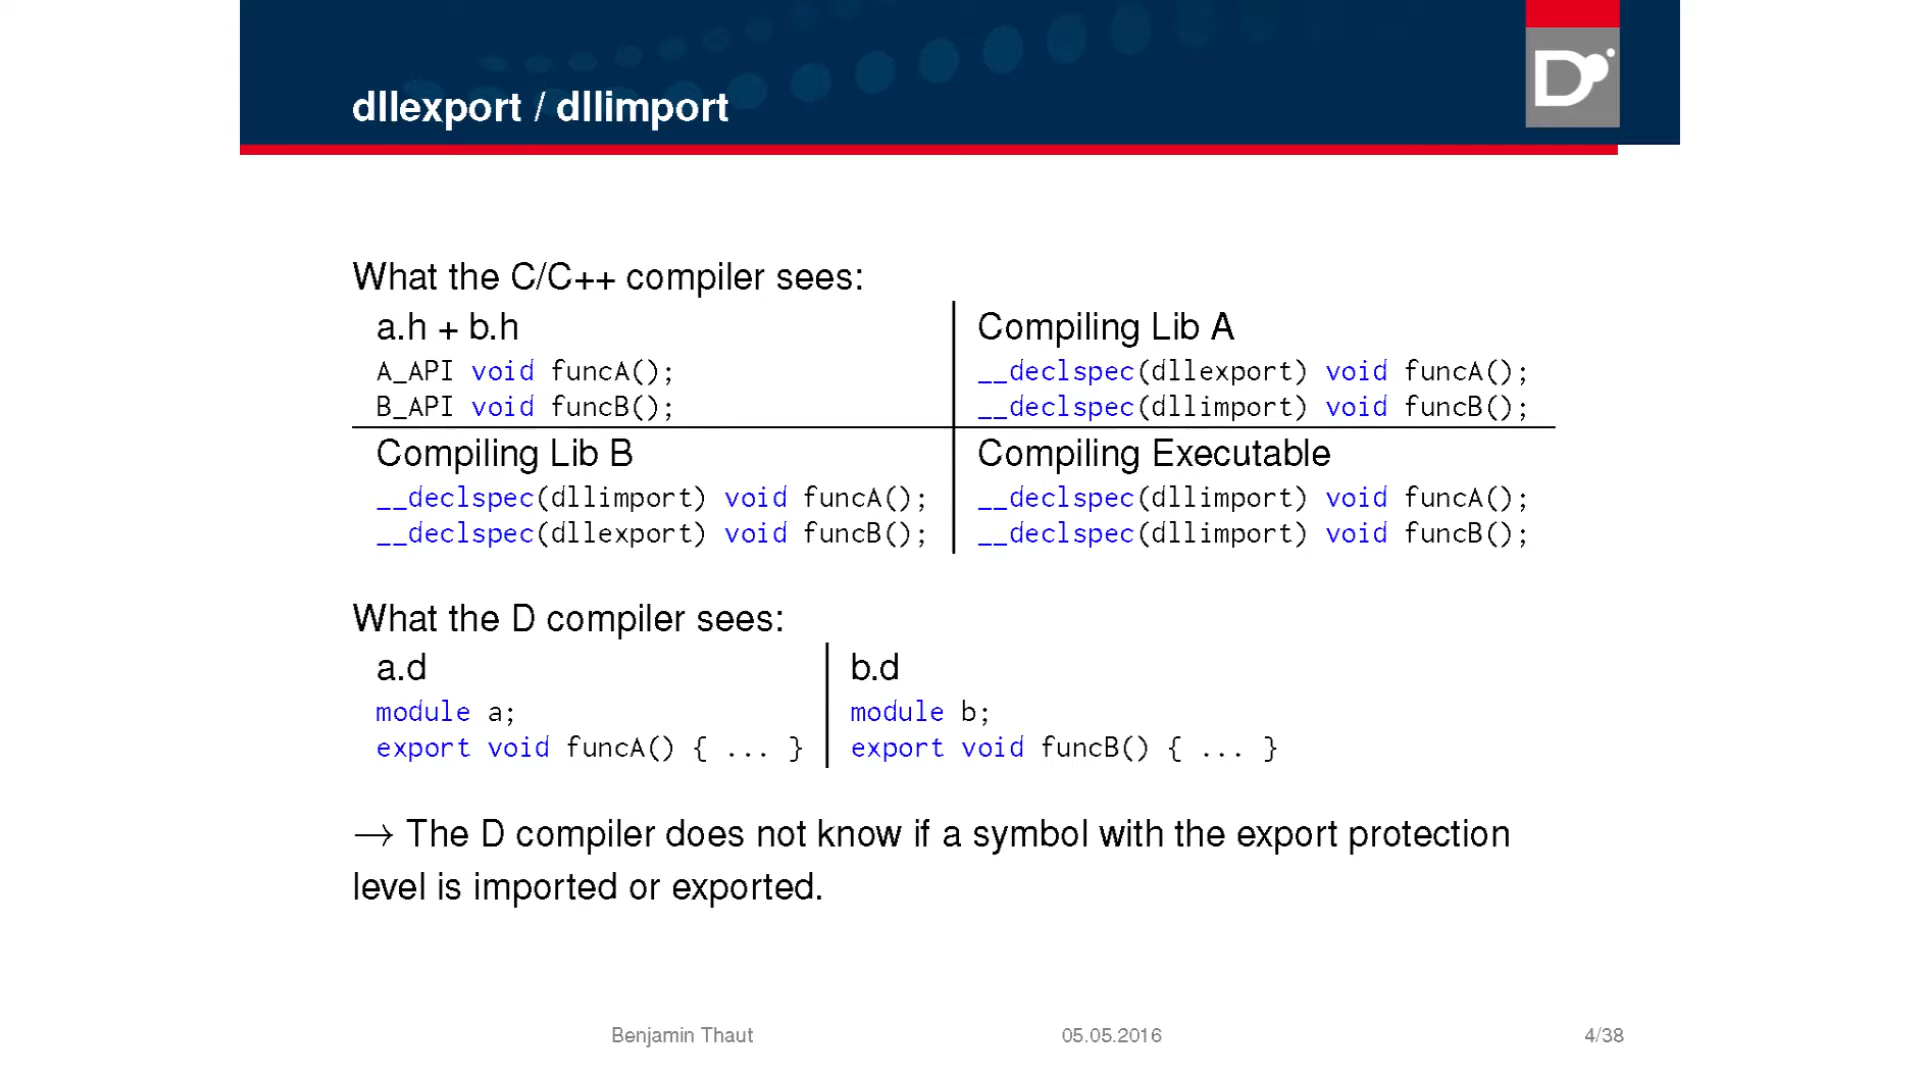 dllexport / dllimport
D
What the C/C++ compiler sees:
a.h + b.h
A_API void funcA();
B_API void funcB();
Compiling Lib A
__declspec(dllexport) void funcA();
__declspec(dllimport) void funcB();
Compiling Lib B
__declspec(dllimport) void funcA();
__declspec(dllexport) void funcB();
Compiling Executable
__declspec(dllimport) void funcA();
__declspec(dllimport) void funcB();
What the D compiler sees:
a.d
module a;
export void funcA() { ... }
b.d
module b;
export void funcB() { ... }
→ The D compiler does not know if a symbol with the export protection
level is imported or exported.
Benjamin Thaut
05.05.2016
4/38